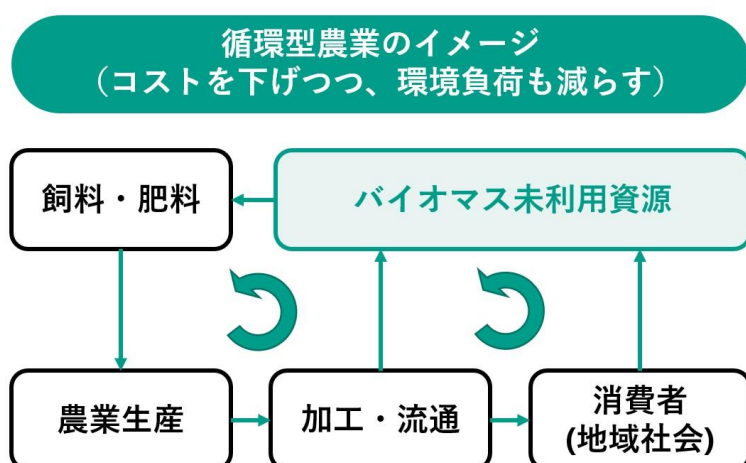 循環型農業のイメージ
（コストを下げつつ、環境負荷も減らす）
飼料・肥料
バイオマス未利用資源
農業生産
加工・流通
消費者
(地域社会)